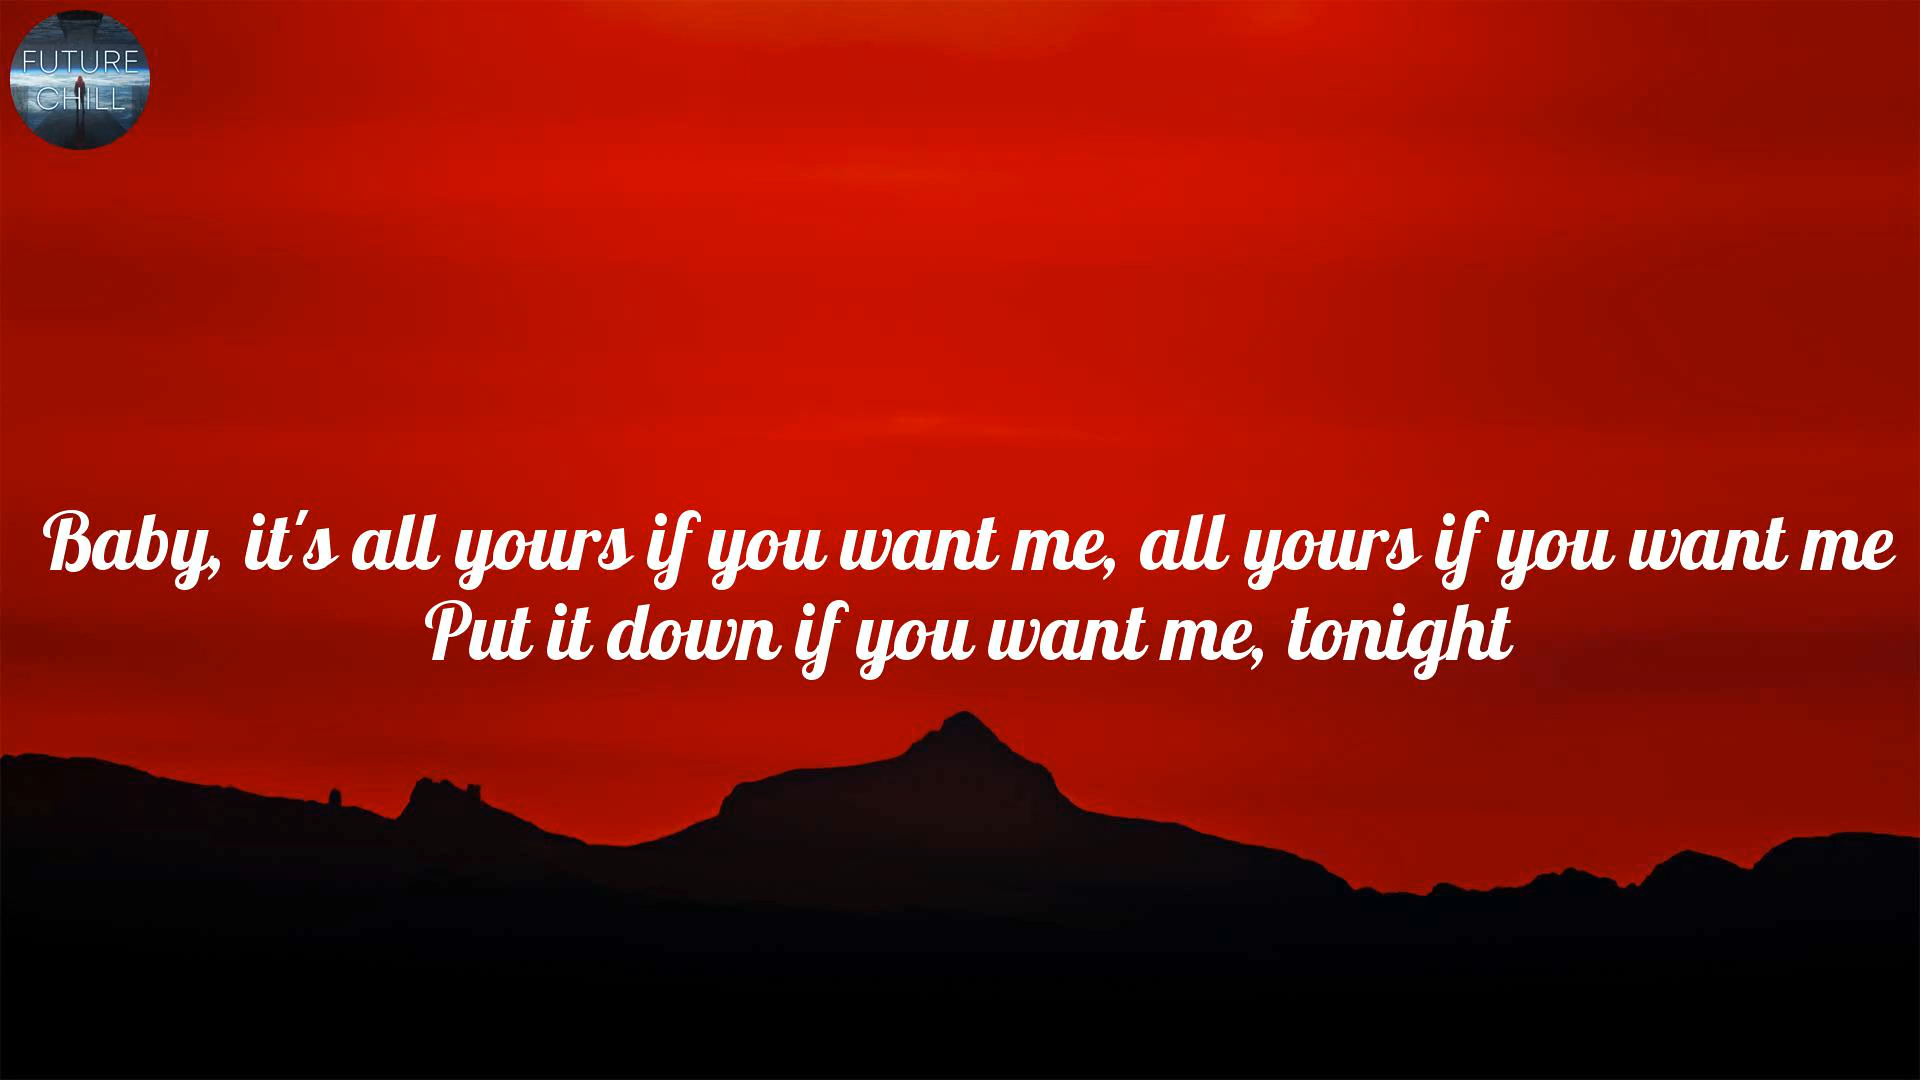 FUTURE
CHILL
Baby, it's all yours if you want me, all yours if you want me
Put it down if you want me, tonight